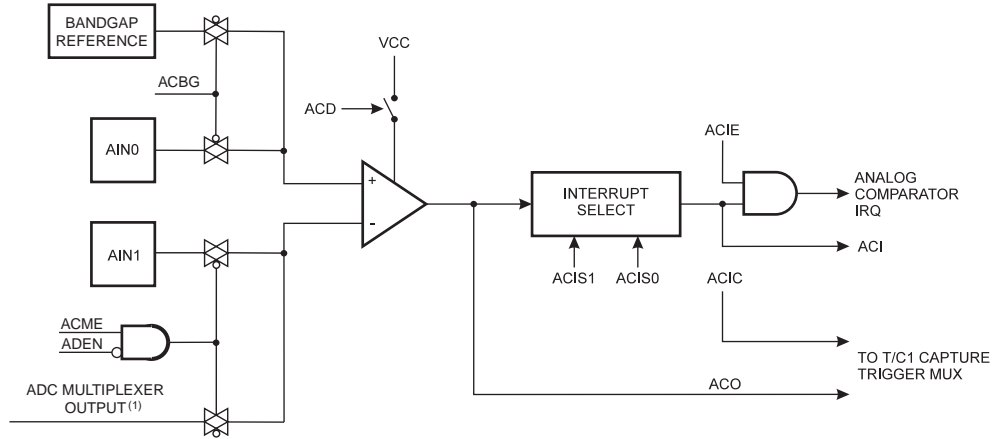 BANDGAP
REFERENCE
ACBG
AIN0
VCC
ACD
+
-
AIN1
ACME
ADEN
ADC MULTIPLEXER
OUTPUT(1)
INTERRUPT
SELECT
ACIS1 ACIS0
ACIE
ANALOG
COMPARATOR
IRQ
ACI
ACIC
TO T/C1 CAPTURE
TRIGGER MUX
ACO